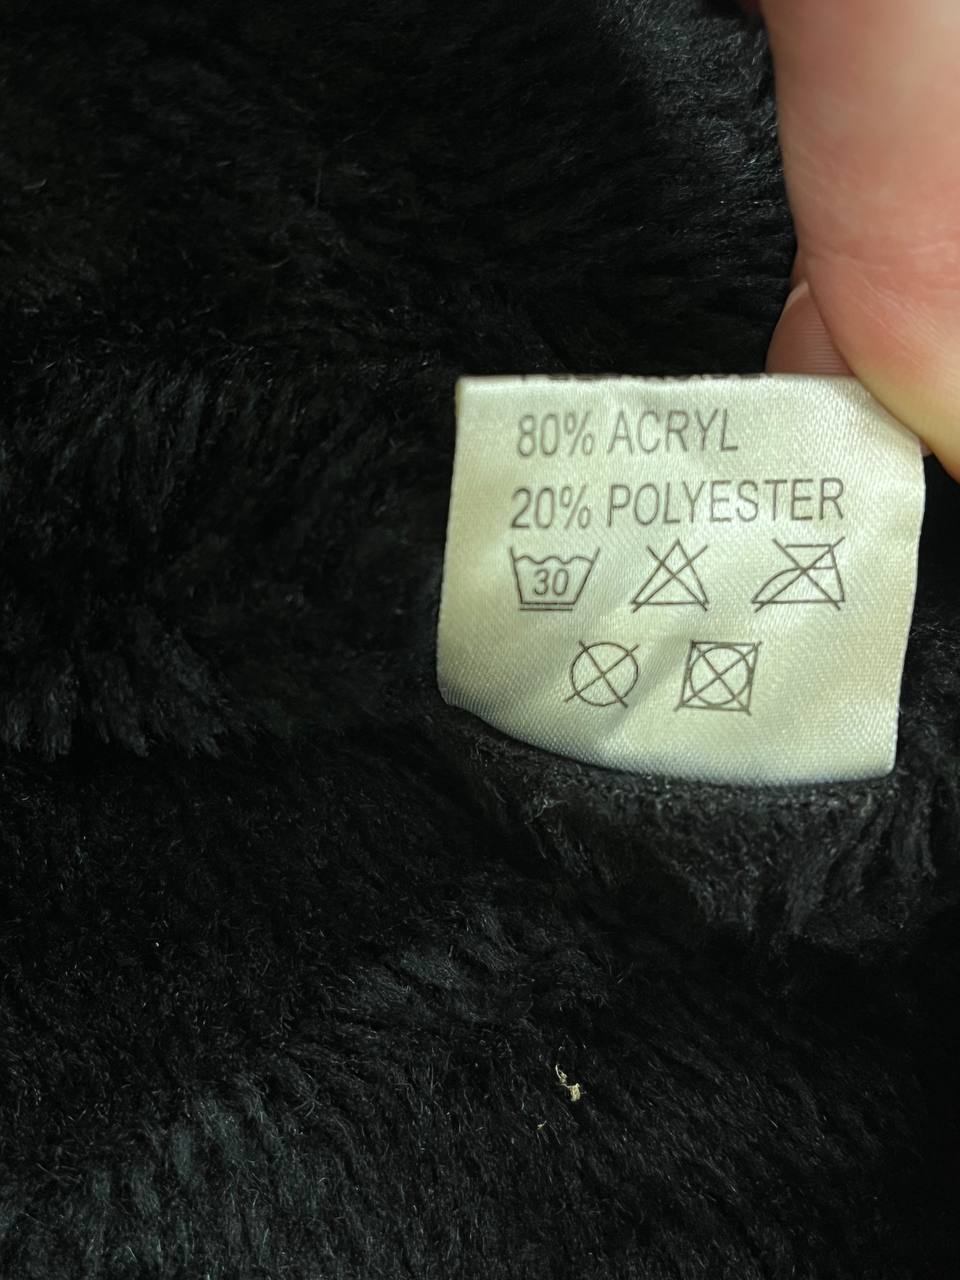 80% ACRYL
20% POLYESTER
30